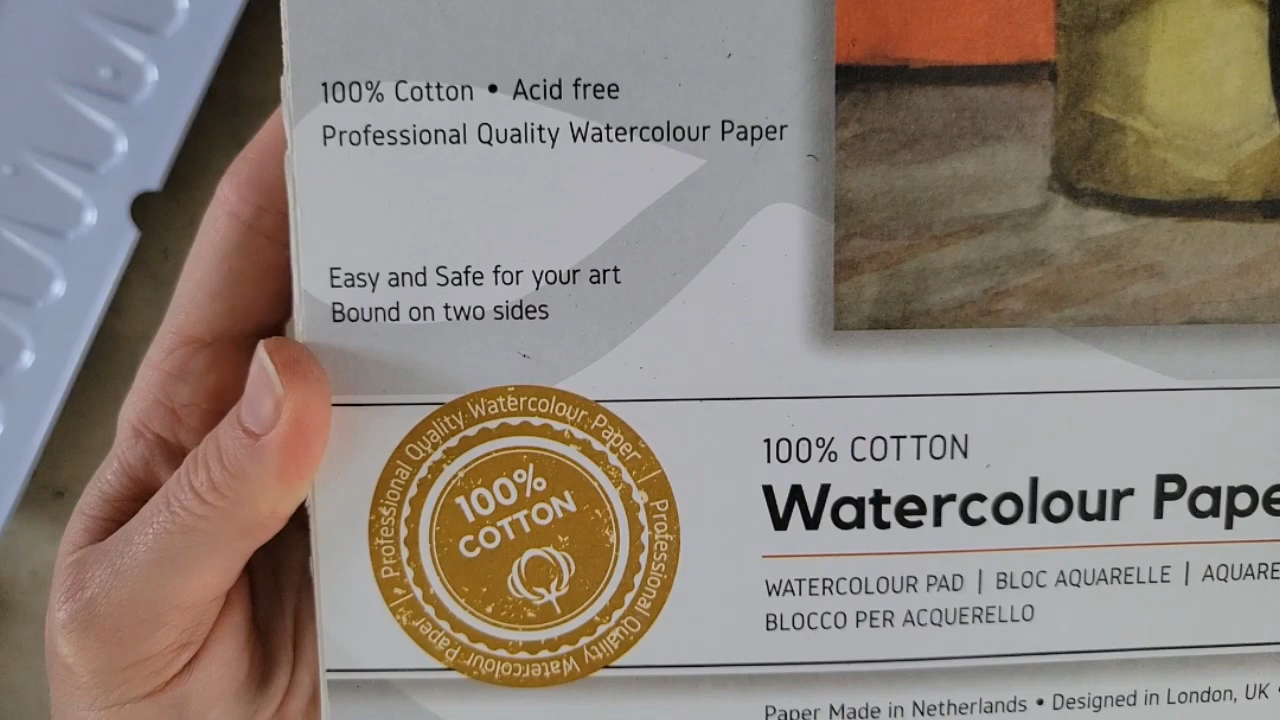 100% Cotton • Acid free
Professional Quality Watercolour Paper
Easy and Safe for your art
Bound on two sides
Professional Quality Watercolour Paper |
Professional Quality Watercolour Paper |
100%
COTTON
100% COTTON
Watercolour Pape
WATERCOLOUR PAD | BLOC AQUARELLE | AQUARE
BLOCCO PER ACQUERELLO
Paper Made in Netherlands • Designed in London, UK •